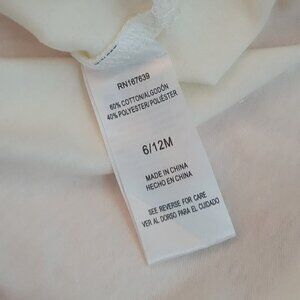 RN167639
60% COTTON/ALGODÓN
40% POLYESTER/POLIÉSTER
6/12M
MADE IN CHINA
HECHO EN CHINA
SEE REVERSE FOR CARE
VER AL DORSO PARA EL CUIDADO